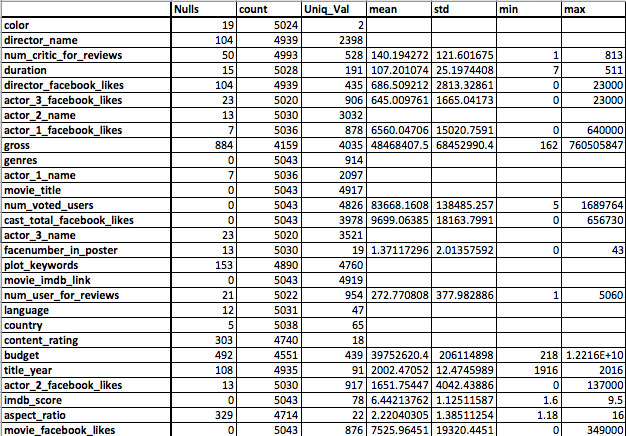 Nulls count Uniq_Val mean std min max
color 19 5024 2
director_name 104 4939 2398
num_critic_for_reviews 50 4993 528 140.194272 121.601675 1 813
duration 15 5028 191 107.201074 25.1974408 7 511
director_facebook_likes 104 4939 435 686.509212 2813.32861 0 23000
actor_3_facebook_likes 23 5020 906 645.009761 1665.04173 0 23000
actor_2_name 13 5030 3032
actor_1_facebook_likes 7 5036 878 6560.04706 15020.7591 0 640000
gross 884 4159 4035 48468407.5 68452990.4 162 760505847
genres 0 5043 914
actor_1_name 7 5036 2097
movie_title 0 5043 4917
num_voted_users 0 5043 4826 83668.1608 138485.257 5 1689764
cast_total_facebook_likes 0 5043 3978 9699.06385 18163.7991 0 656730
actor_3_name 23 5020 3521
facenumber_in_poster 13 5030 19 1.37117296 2.01357592 0 43
plot_keywords 153 4890 4760
movie_imdb_link 0 5043 4919
num_user_for_reviews 21 5022 954 272.770808 377.982886 1 5060
language 12 5031 47
country 5 5038 65
content_rating 303 4740 18
budget 492 4551 439 39752620.4 206114898 218 1.2216E+10
title_year 108 4935 91 2002.47052 12.4745989 1916 2016
actor_2_facebook_likes 13 5030 917 1651.75447 4042.43886 0 137000
imdb_score 0 5043 78 6.44213762 1.12511587 1.6 9.5
aspect_ratio 329 4714 22 2.22040305 1.38511254 1.18 16
movie_facebook_likes 0 5043 876 7525.96451 19320.4451 0 349000